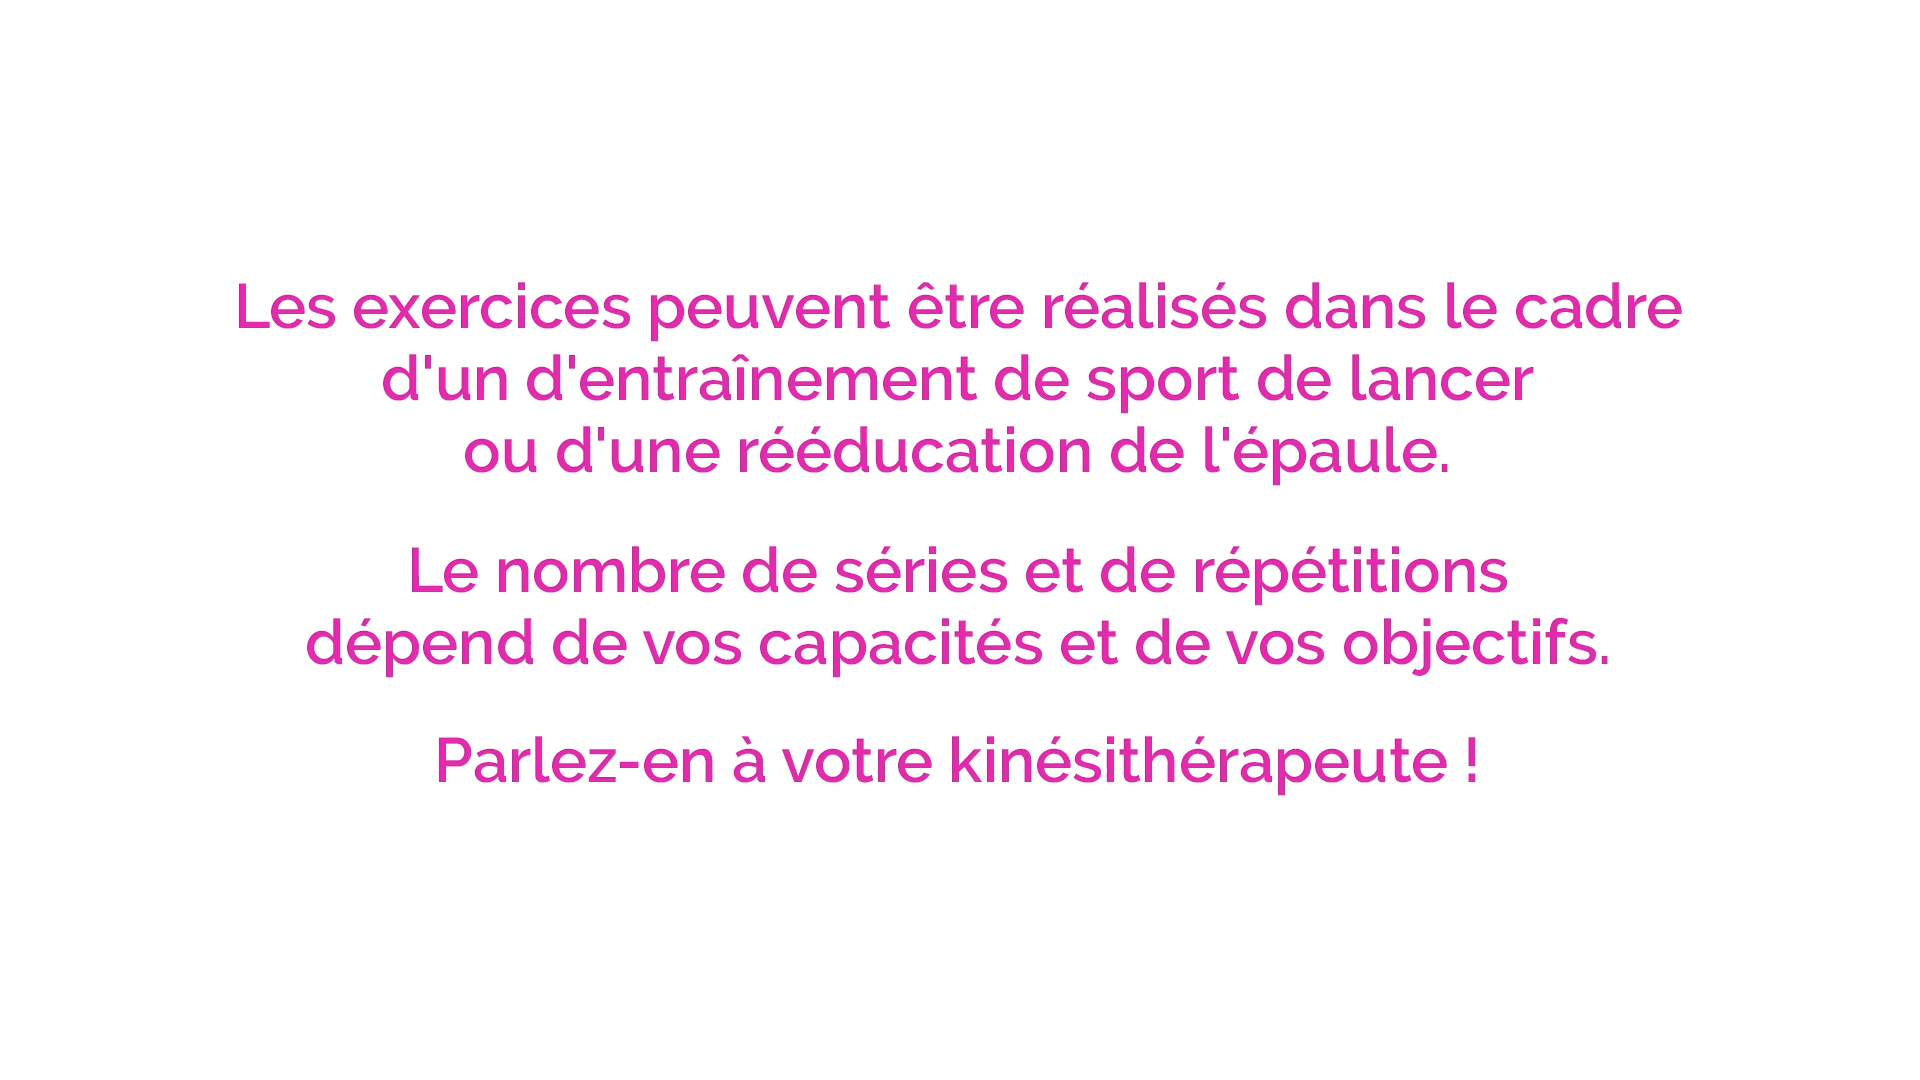 Les exercices peuvent être réalisés dans le cadre
d'un d'entraînement de sport de lancer
ou d'une rééducation de l'épaule.
Le nombre de séries et de répétitions
dépend de vos capacités et de vos objectifs.
Parlez-en à votre kinésithérapeute !